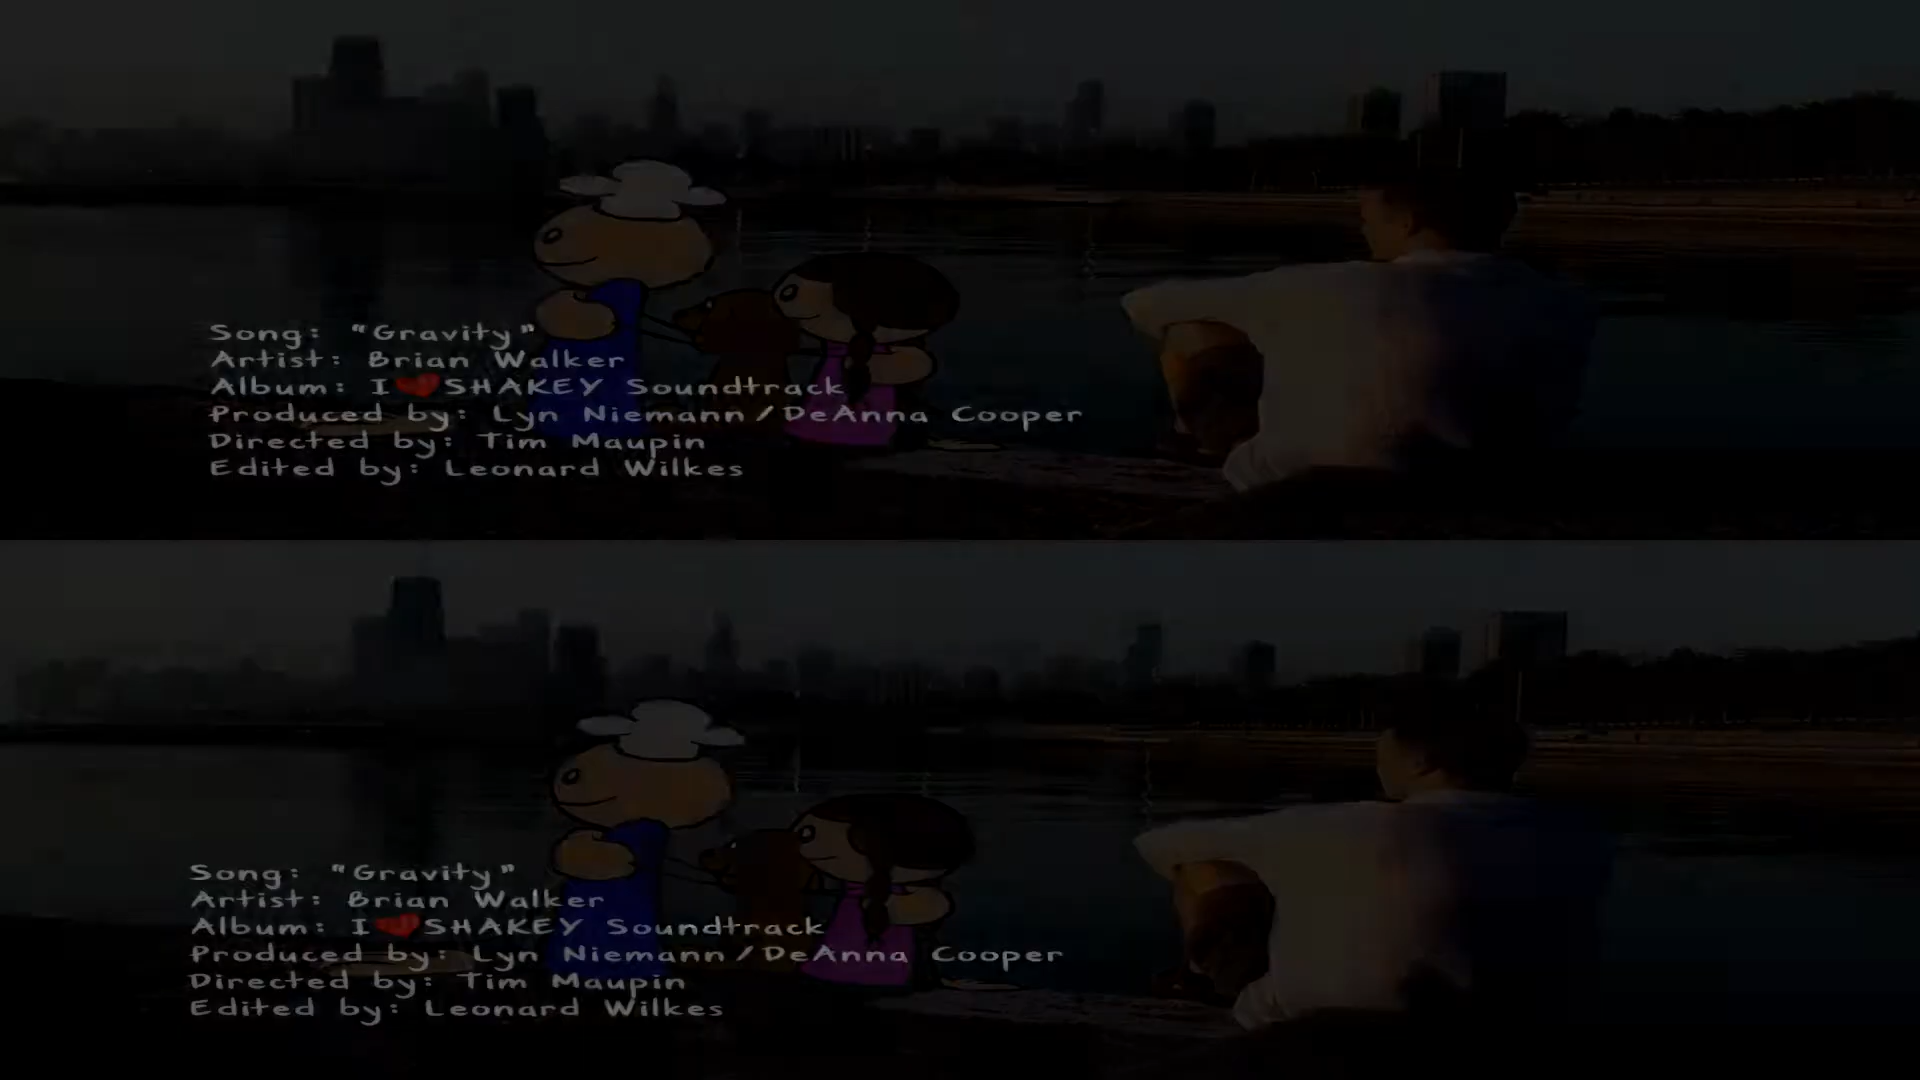 Song: "Gravity"
Artist: Brian Walker
Album: I ❤ SHAKEY Soundtrack
Produced by: Lyn Niemann/DeAnna Cooper
Directed by: Tim Maupin
Edited by: Leonard Wilkes
Song: "Gravity"
Artist: Brian Walker
Album: I ❤ SHAKEY Soundtrack
Produced by: Lyn Niemann/DeAnna Cooper
Directed by: Tim Maupin
Edited by: Leonard Wilkes